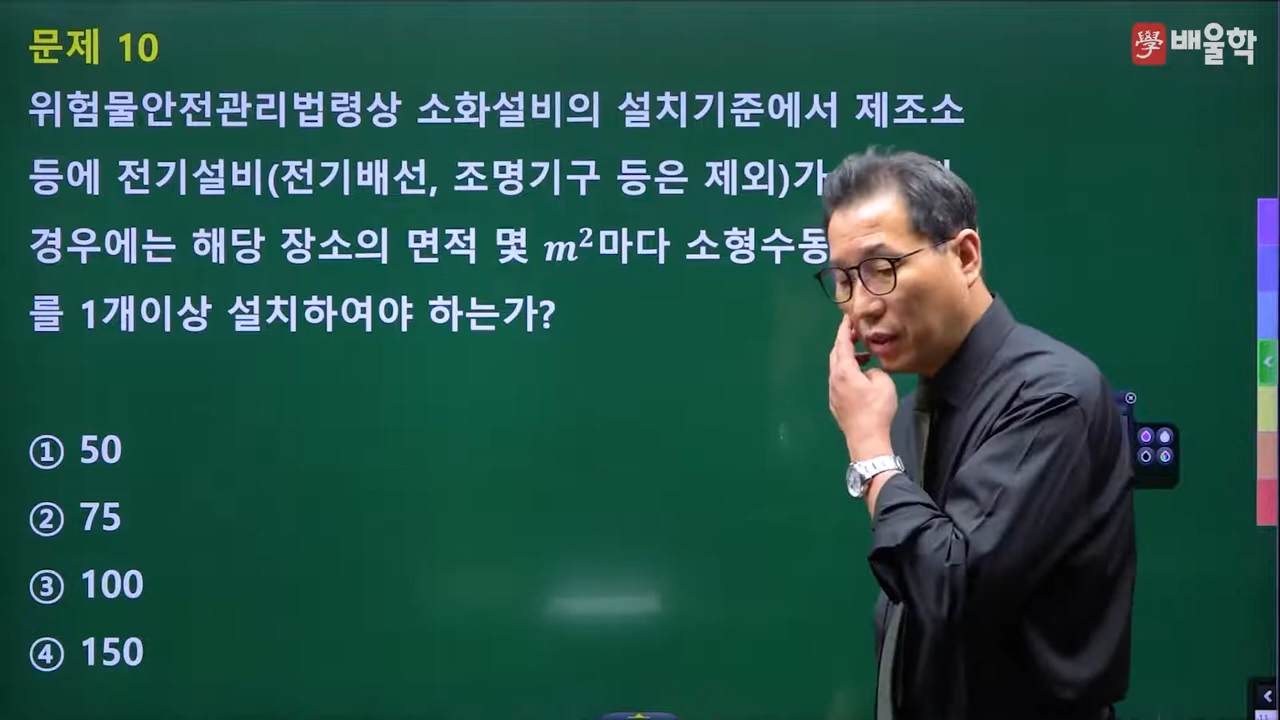 문제 10
學 배울학
위험물안전관리법령상 소화설비의 설치기준에서 제조소
등에 전기설비(전기배선, 조명기구 등은 제외)가
경우에는 해당 장소의 면적 몇 m²마다 소형수동
를 1개이상 설치하여야 하는가?
① 50
② 75
③ 100
④ 150